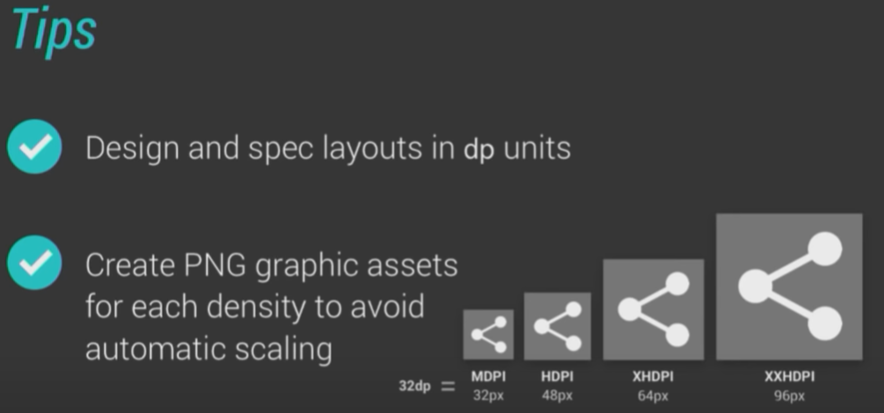 Tips
Design and spec layouts in dp units
Create PNG graphic assets
for each density to avoid
automatic scaling
32dp =
MDPI HDPI XHDPI XXHDPI
32px 48px 64px 96px